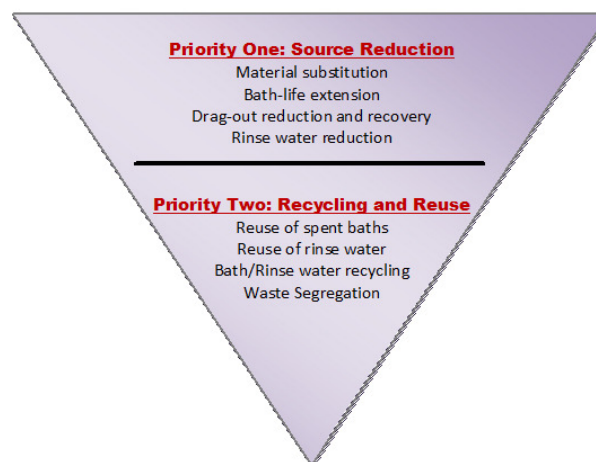 Priority One: Source Reduction
Material substitution
Bath-life extension
Drag-out reduction and recovery
Rinse water reduction
Priority Two: Recycling and Reuse
Reuse of spent baths
Reuse of rinse water
Bath/Rinse water recycling
Waste Segregation